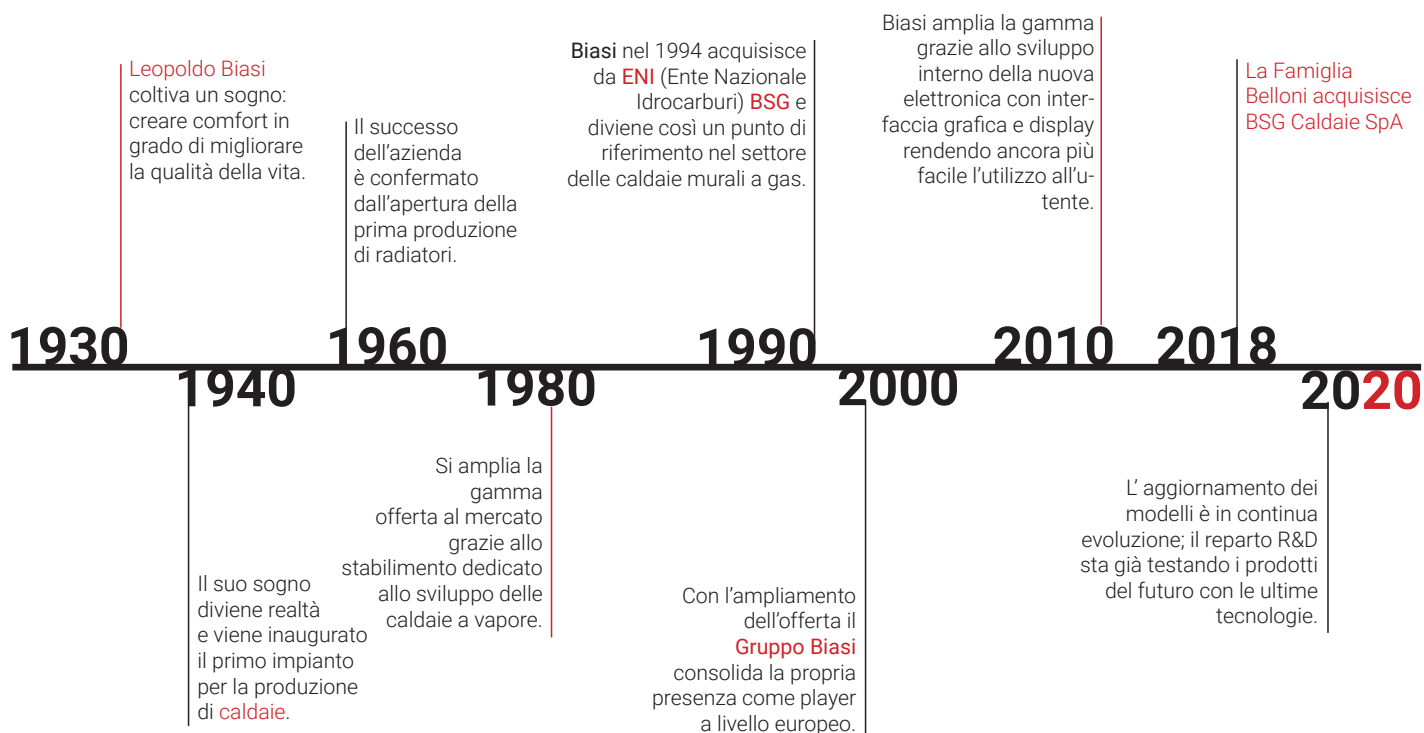 Leopoldo Biasi
coltiva un sogno:
creare comfort in
grado di migliorare
la qualità della vita.
Il successo
dell'azienda
è confermato
dall'apertura della
prima produzione
di radiatori.
Biasi nel 1994 acquisisce
da ENI (Ente Nazionale
Idrocarburi) BSG e
diviene così un punto di
riferimento nel settore
delle caldaie murali a gas.
Biasi amplia la gamma
grazie allo sviluppo
interno della nuova
elettronica con inter-
faccia grafica e display
rendendo ancora più
facile l'utilizzo all'u-
tente.
La Famiglia
Belloni acquisisce
BSG Caldaie SpA
1930
1960
1990
2010
2018
1940
1980
2000
2020
Il suo sogno
diviene realtà
e viene inaugurato
il primo impianto
per la produzione
di caldaie.
Si amplia la
gamma
offerta al mercato
grazie allo
stabilimento dedicato
allo sviluppo delle
caldaie a vapore.
Con l'ampliamento
dell'offerta il
Gruppo Biasi
consolida la propria
presenza come player
a livello europeo.
L' aggiornamento dei
modelli è in continua
evoluzione; il reparto R&D
sta già testando i prodotti
del futuro con le ultime
tecnologie.